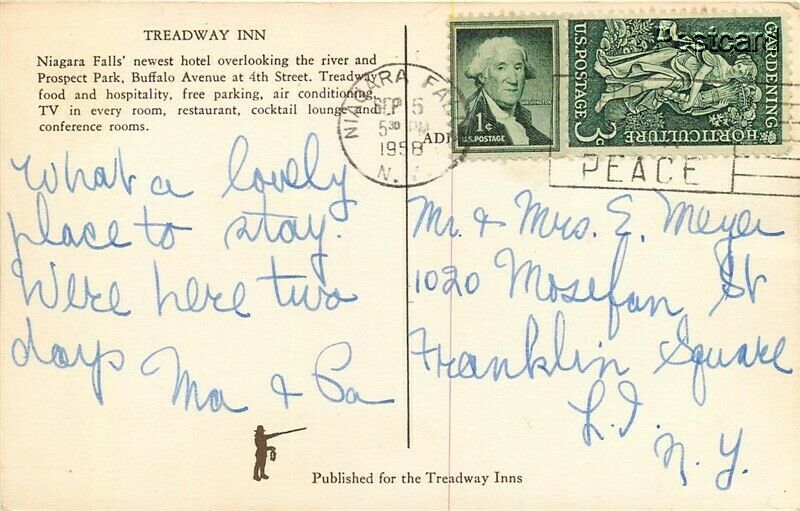 TREADWAY INN
Niagara Falls' newest hotel overlooking the river and
Prospect Park, Buffalo Avenue at 4th Street. Treadway
food and hospitality, free parking, air conditioning,
TV in every room, restaurant, cocktail lounge and
conference rooms.
What a lovely
place to stay.
Were here two
days
Ma & Pa
NIAGARA FALLS
SEP 5
5 30 PM
1958
N.Y.
1¢
U.S. POSTAGE
U.S. POSTAGE 3c
GARDENING
HORTICULTURE
PEACE
Mr. & Mrs. E. Meyer
1020 Mosefan St
Franklin Square
L.I.
N.Y.
Published for the Treadway Inns